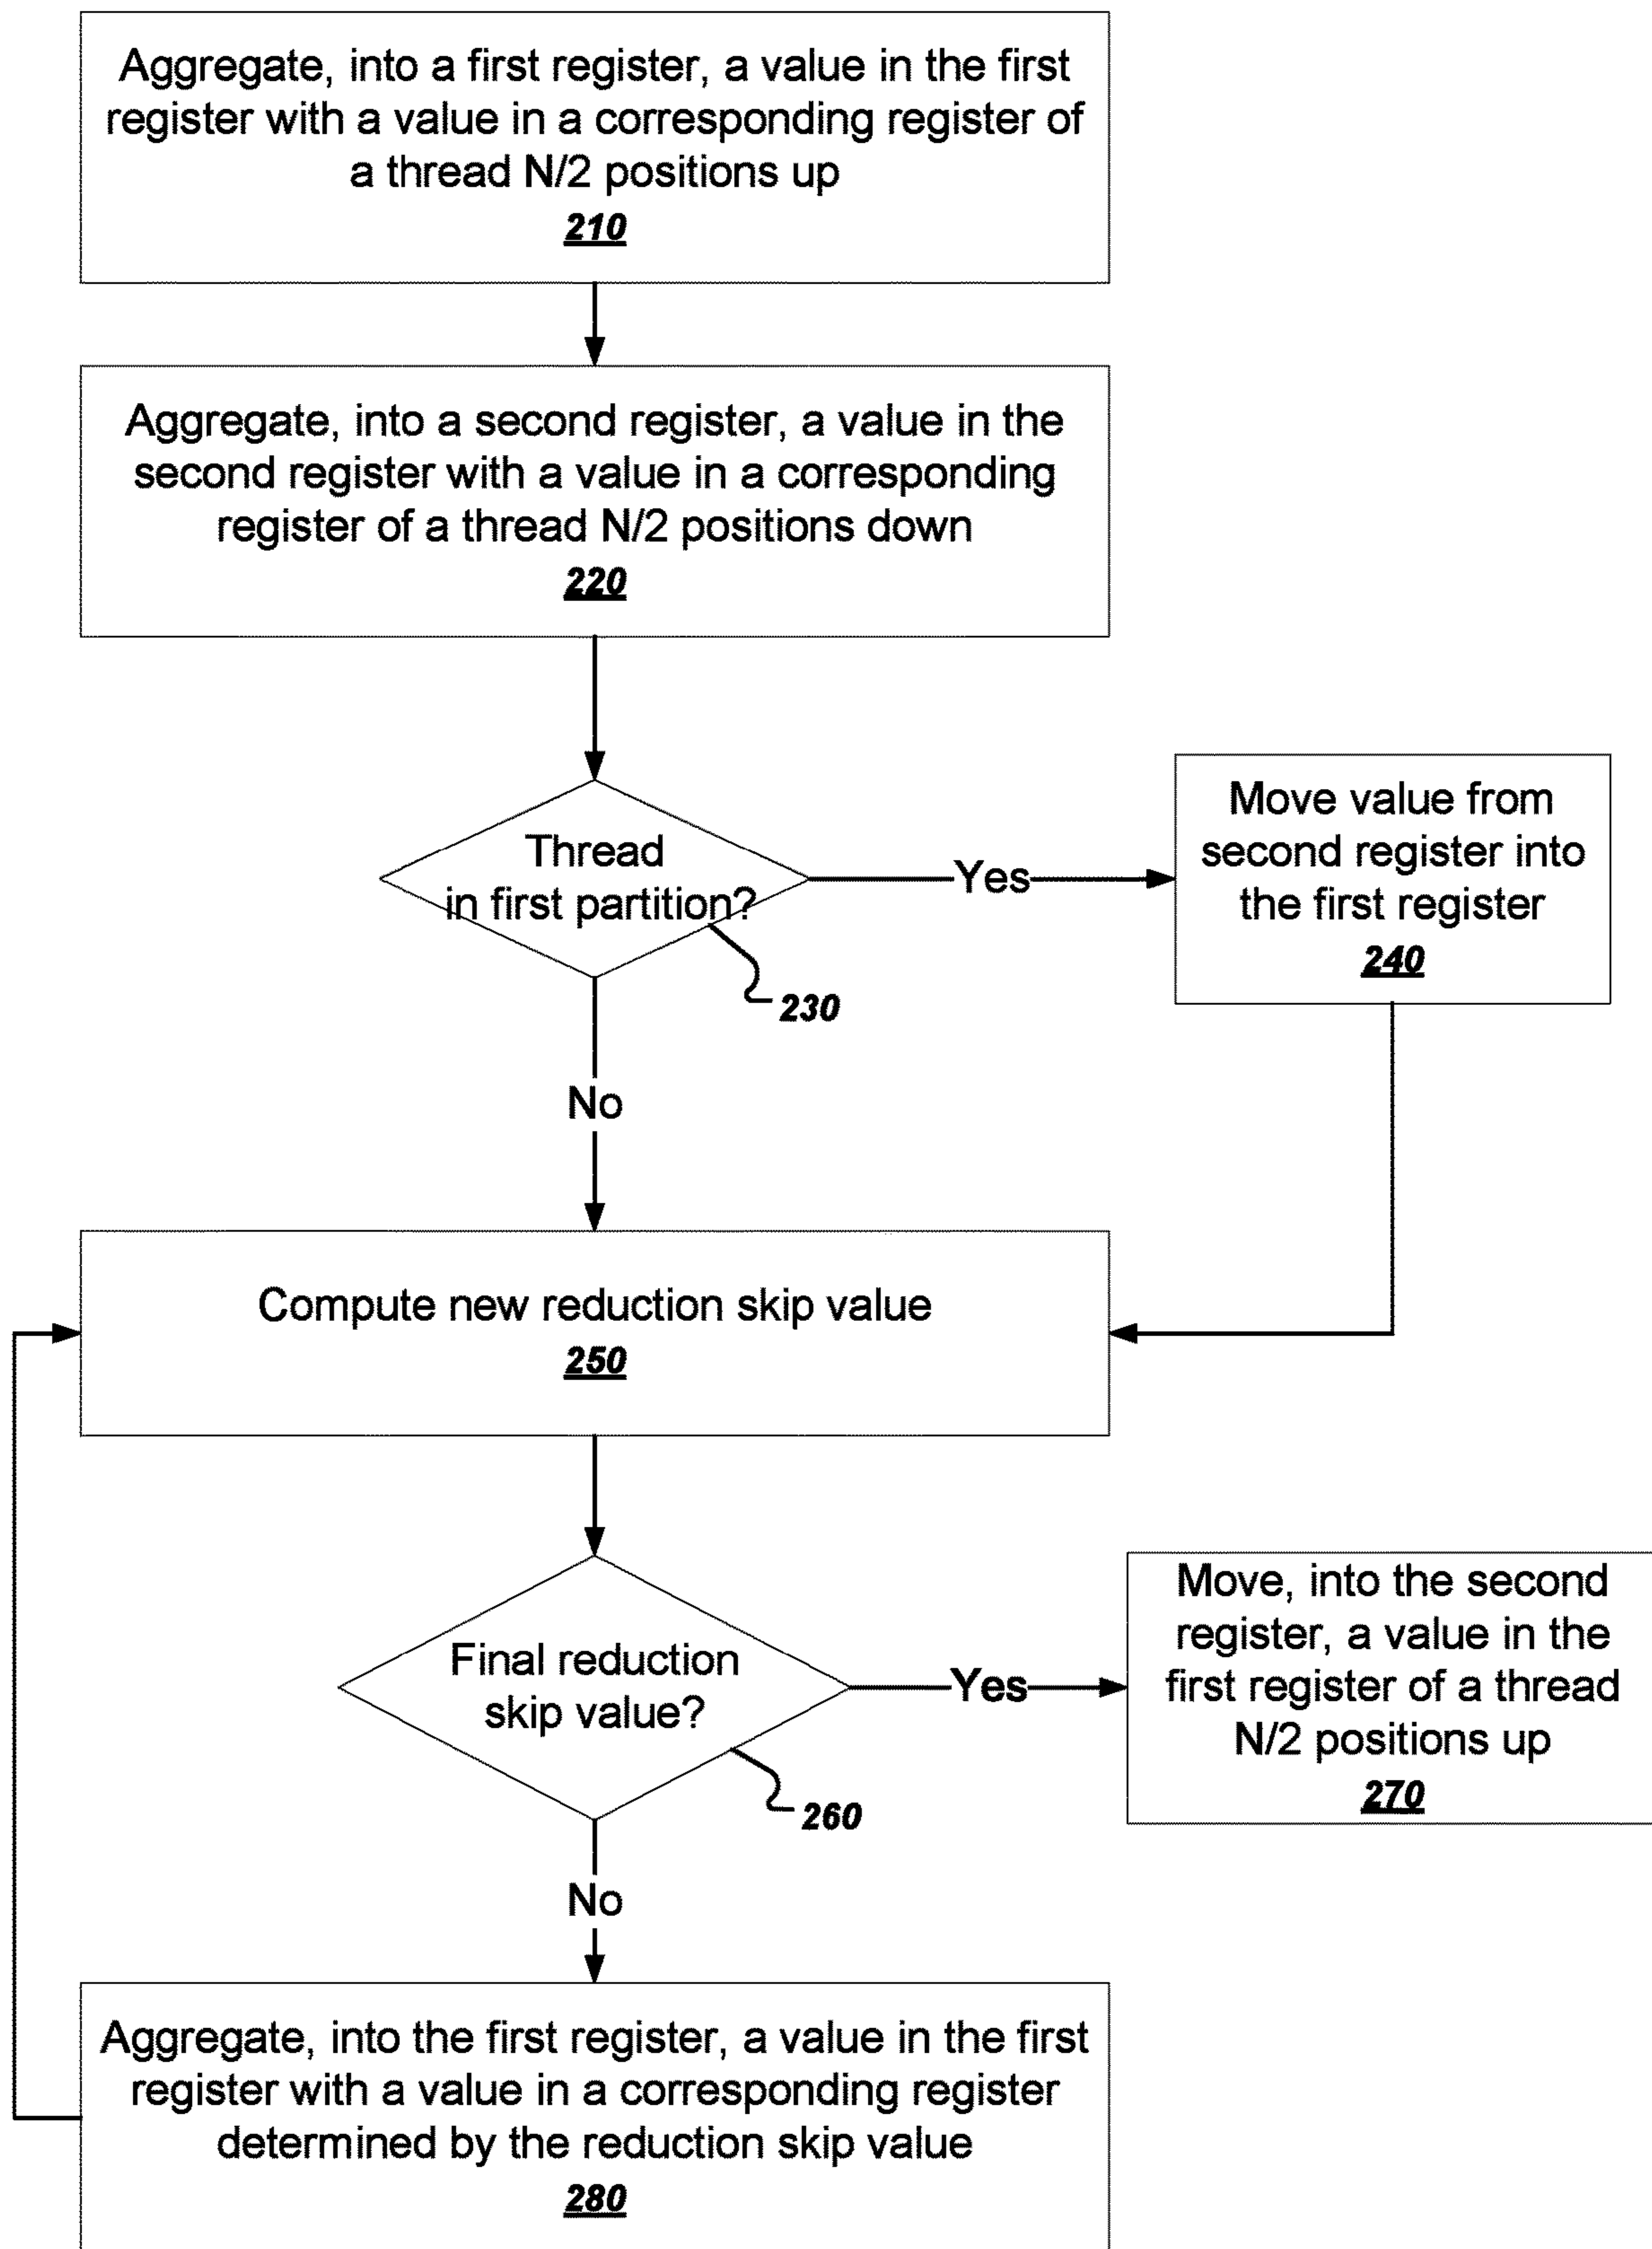 Aggregate, into a first register, a value in the first
register with a value in a corresponding register of
a thread N/2 positions up
210
Aggregate, into a second register, a value in the
second register with a value in a corresponding
register of a thread N/2 positions down
220
Thread
in first partition?
230
Yes
Move value from
second register into
the first register
240
No
Compute new reduction skip value
250
Final reduction
skip value?
260
Yes
Move, into the second
register, a value in the
first register of a thread
N/2 positions up
270
No
Aggregate, into the first register, a value in the first
register with a value in a corresponding register
determined by the reduction skip value
280